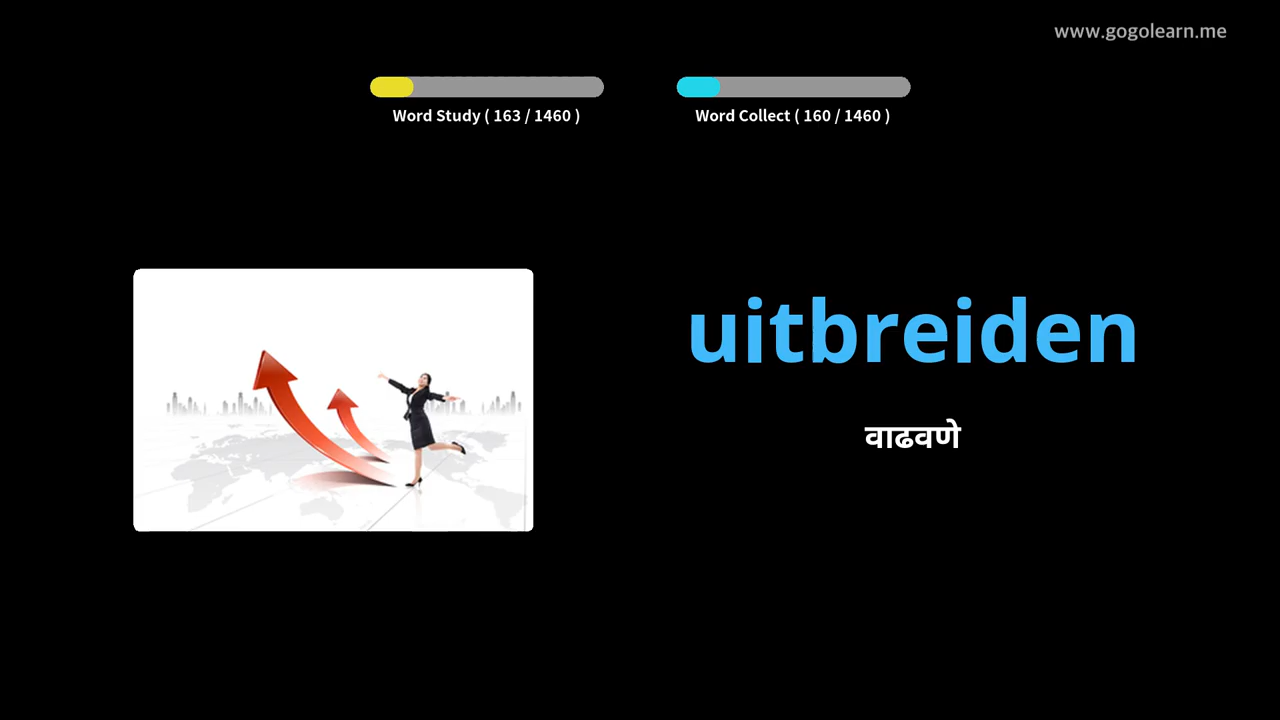 www.gogolearn.me
Word Study ( 163 / 1460 )
Word Collect ( 160 / 1460 )
uitbreiden
वाढवणे